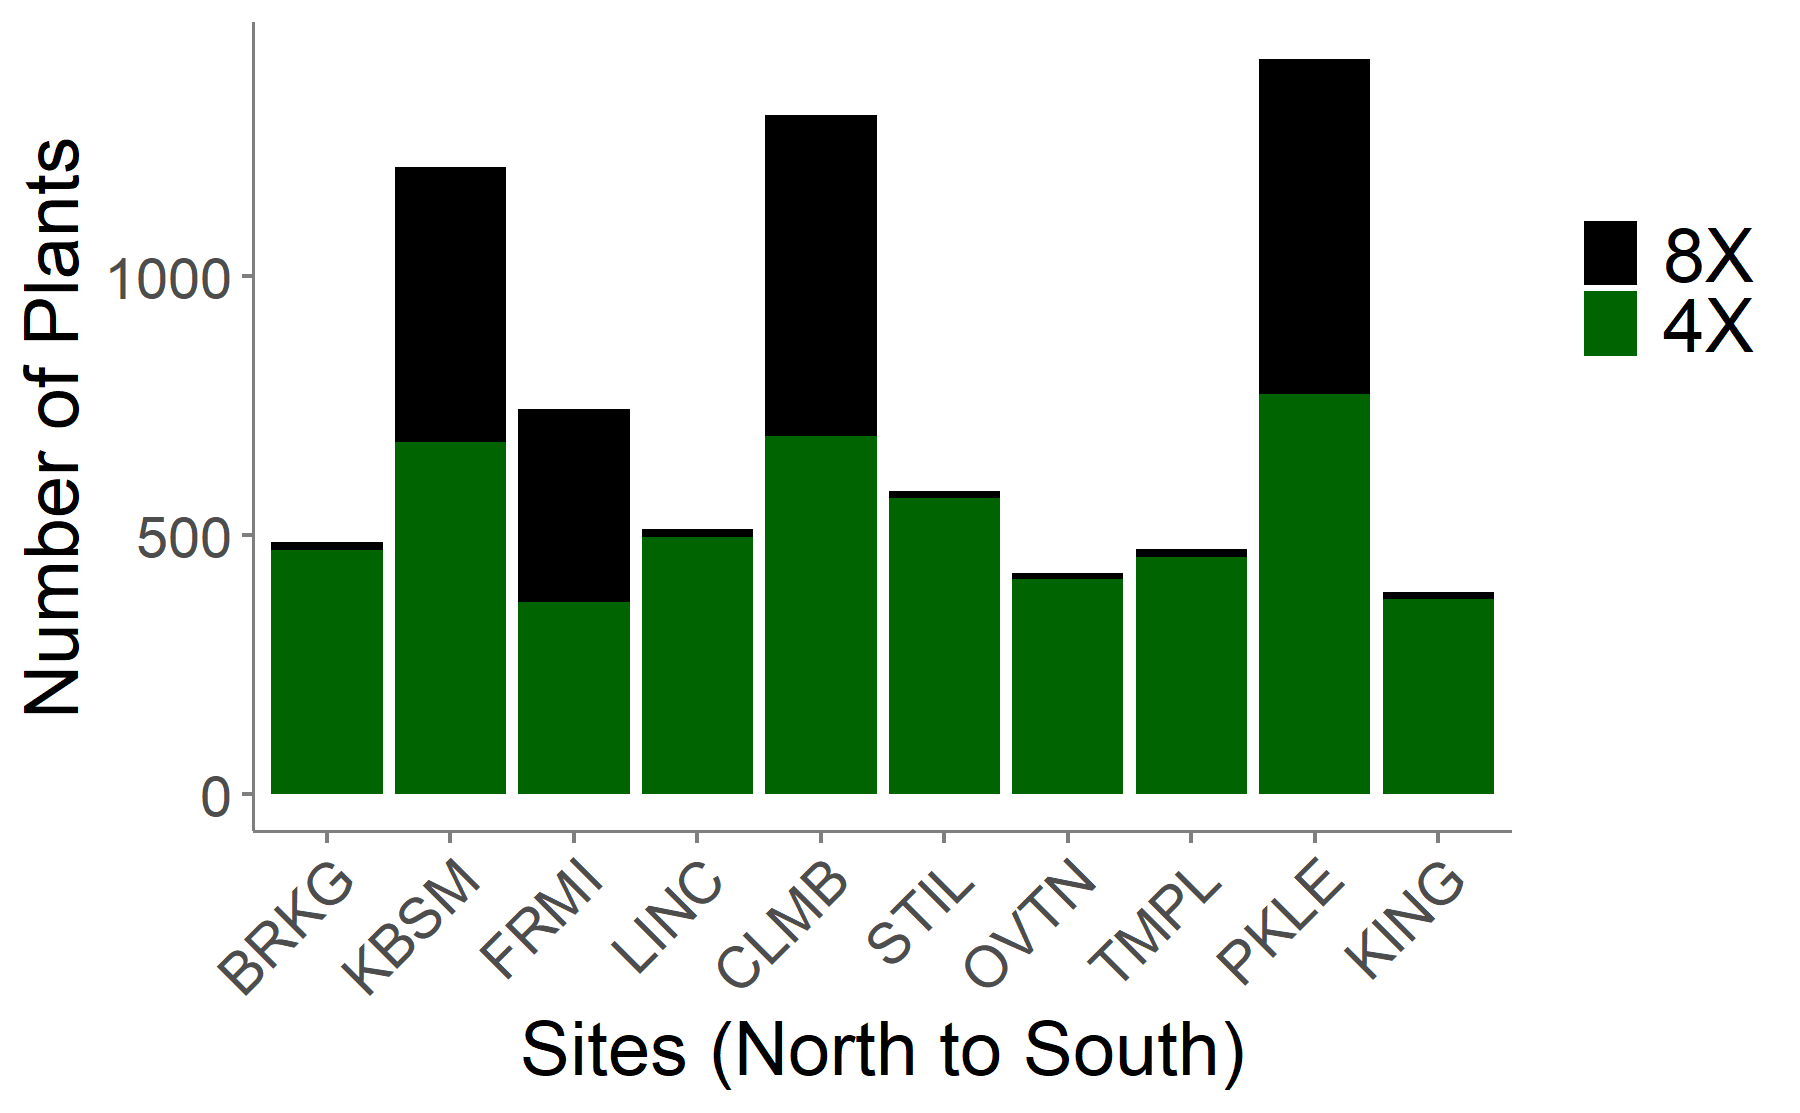 Number of Plants
1000
500
0
BRKG
KBSM
FRMI
LINC
CLMB
STIL
OVTN
TMPL
PKLE
KING
Sites (North to South)
8X
4X